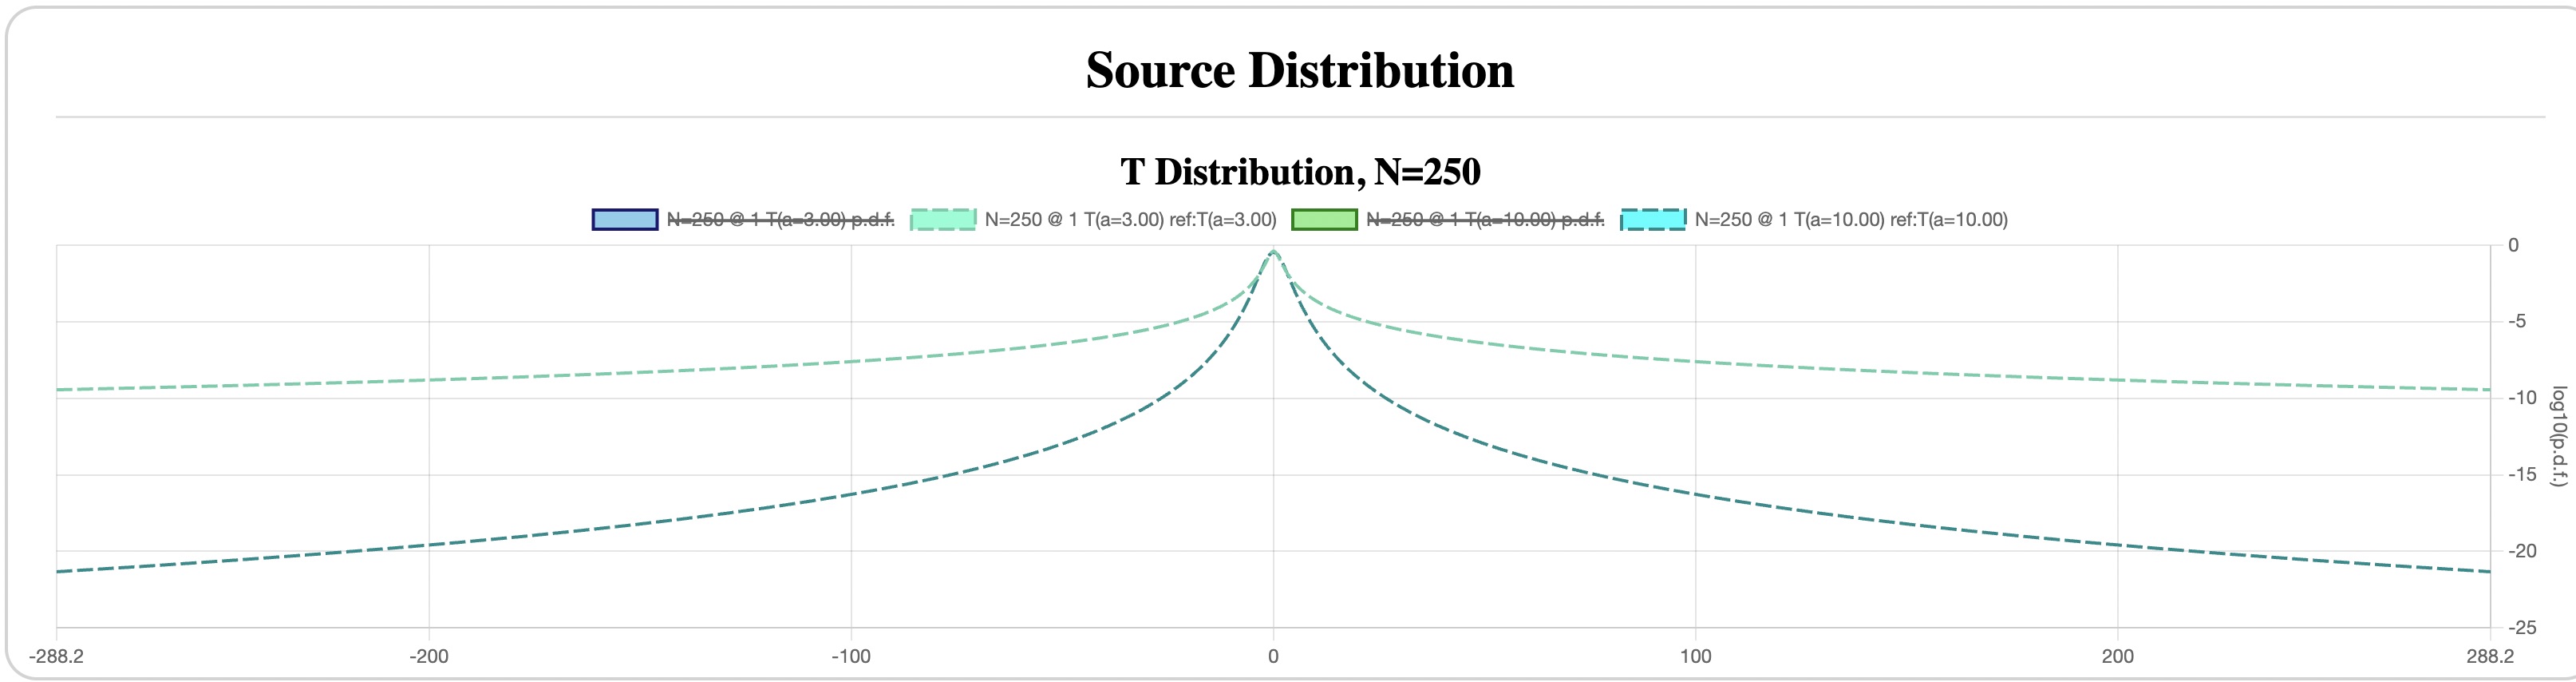 Source Distribution
T Distribution, N=250
N=250 @ 1 T(a=3.00) p.d.f. N=250 @ 1 T(a=3.00) ref:T(a=3.00) N=250 @ 1 T(a=10.00) p.d.f. N=250 @ 1 T(a=10.00) ref:T(a=10.00)
0
-5
-10
-15
-20
-25
log10(p.d.f.)
-288.2 -200 -100 0 100 200 288.2